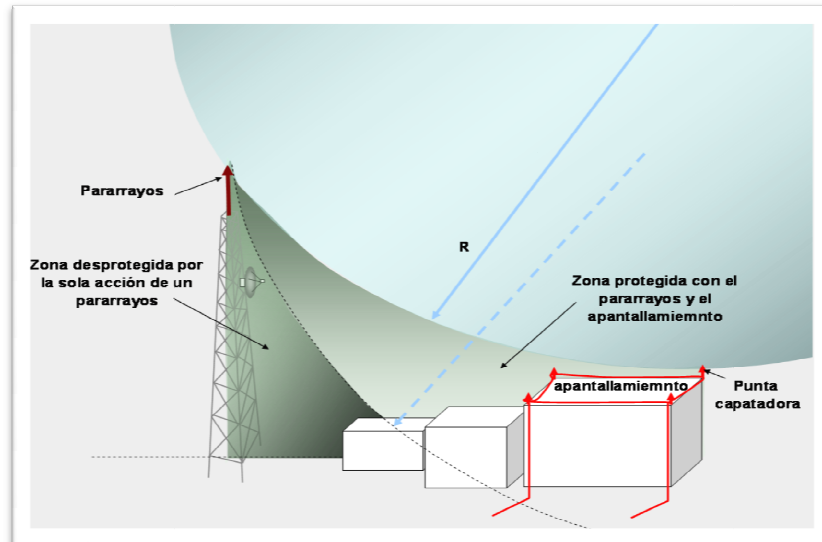 Pararrayos
R
Zona desprotegida por
la sola acción de un
pararrayos
Zona protegida con el
pararrayos y el
apantallamiemnto
apantallamiemnto
Punta
capatadora